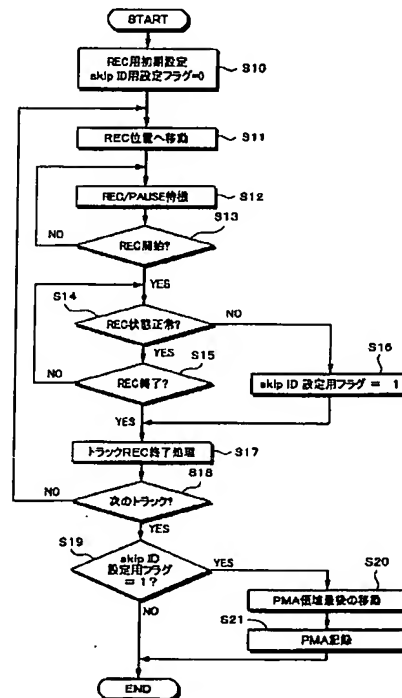 START
REC用初期設定
skip ID用設定フラグ=0
S10
REC位置へ移動
S11
REC/PAUSE待機
S12
S13
REC開始?
NO
YES
S14
REC状態正常?
NO
YES
S15
REC終了?
NO
YES
S16
skip ID 設定用フラグ = 1
トラックREC終了処理
S17
S18
次のトラック?
NO
YES
S19
skip ID
設定用フラグ
= 1?
YES
NO
S20
PMA領域最後の移動
S21
PMA記録
END